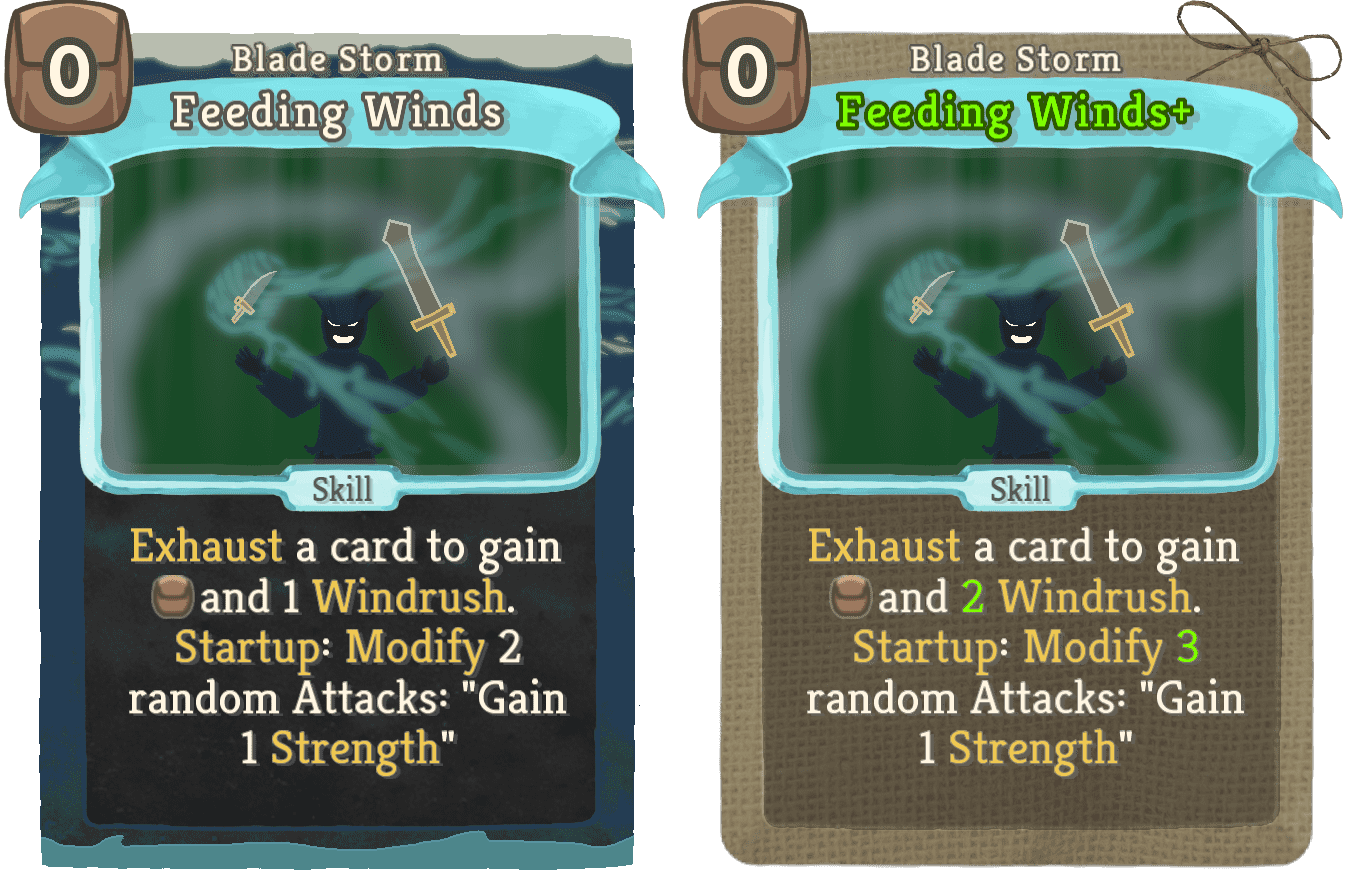 0
Blade Storm
Feeding Winds
Skill
Exhaust a card to gain
and 1 Windrush.
Startup: Modify 2
random Attacks: "Gain
1 Strength"
0
Blade Storm
Feeding Winds+
Skill
Exhaust a card to gain
and 2 Windrush.
Startup: Modify 3
random Attacks: "Gain
1 Strength"